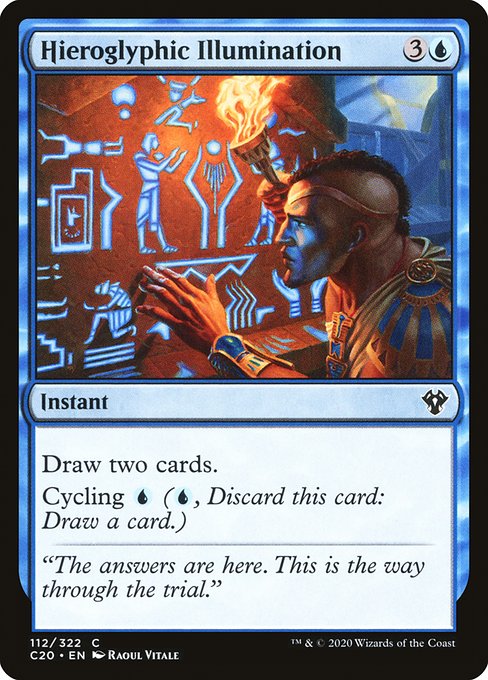 Hieroglyphic Illumination 3
Instant
Draw two cards.
Cycling (, Discard this card:
Draw a card.)
“The answers are here. This is the way
through the trial.”
112/322 C
C20 • EN Raoul Vitale
™ & © 2020 Wizards of the Coast